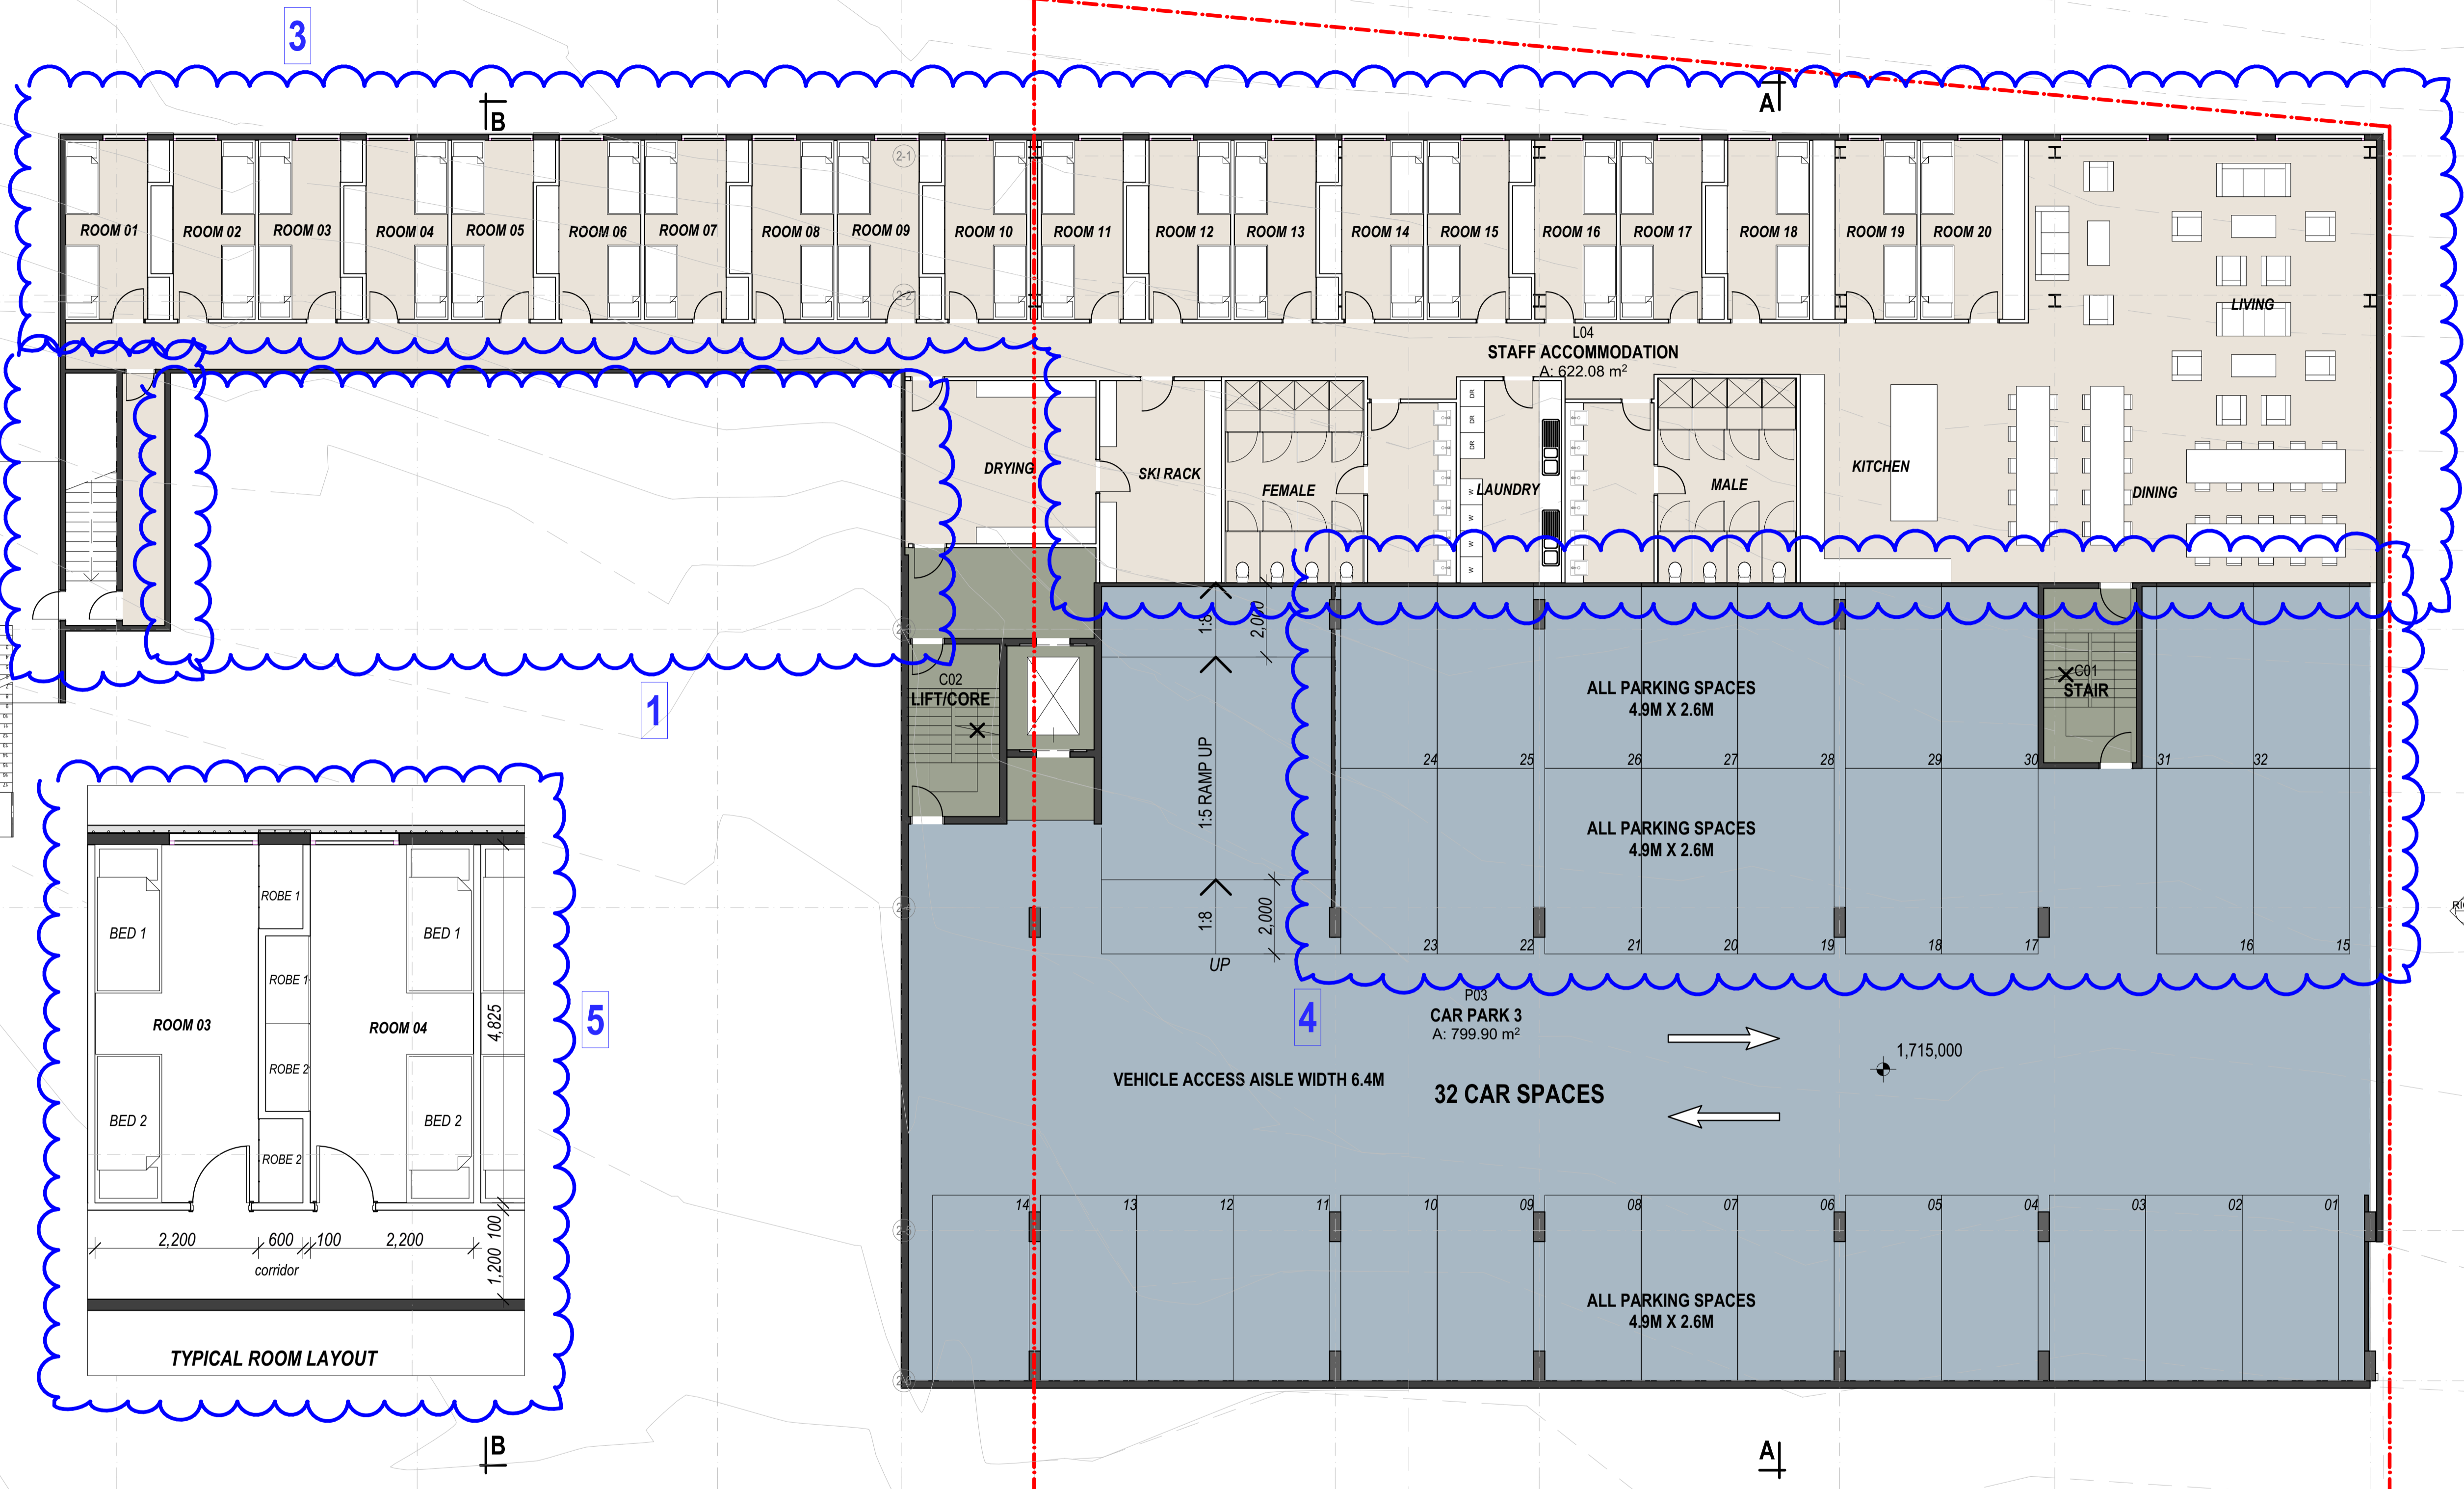 3
B
A
ROOM 01
ROOM 02
ROOM 03
ROOM 04
ROOM 05
ROOM 06
ROOM 07
ROOM 08
ROOM 09
ROOM 10
ROOM 11
ROOM 12
ROOM 13
ROOM 14
ROOM 15
ROOM 16
ROOM 17
ROOM 18
ROOM 19
ROOM 20
2-1
2-2
LIVING
L04
STAFF ACCOMMODATION
A: 622.08 m²
DRYING
SKI RACK
FEMALE
DR
DR
DR
LAUNDRY
W
W
W
W
MALE
KITCHEN
DINING
1:8
2,000
C02
LIFT/CORE
1
1:5 RAMP UP
ALL PARKING SPACES
4.9M X 2.6M
C01
STAIR
24
25
26
27
28
29
30
31
32
ALL PARKING SPACES
4.9M X 2.6M
1:8
2,000
UP
23
22
21
20
19
18
17
16
15
4
P03
CAR PARK 3
A: 799.90 m²
1,715,000
VEHICLE ACCESS AISLE WIDTH 6.4M
32 CAR SPACES
14
13
12
11
10
09
08
07
06
05
04
03
02
01
ALL PARKING SPACES
4.9M X 2.6M
ROBE 1
BED 1
BED 1
ROBE 1
ROOM 03
ROOM 04
4,825
5
ROBE 2
BED 2
BED 2
ROBE 2
2,200
600
100
2,200
100
1,200
corridor
TYPICAL ROOM LAYOUT
B
A